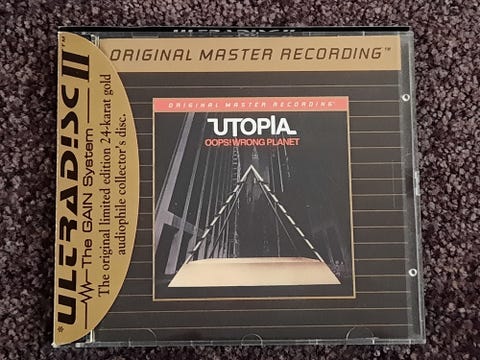 ORIGINAL MASTER RECORDING™
*ULTRADISC II™
The GAIN System
The original limited edition 24-karat gold
audiophile collector's disc.
ORIGINAL MASTER RECORDING
UTOPIA
OOPS! WRONG PLANET